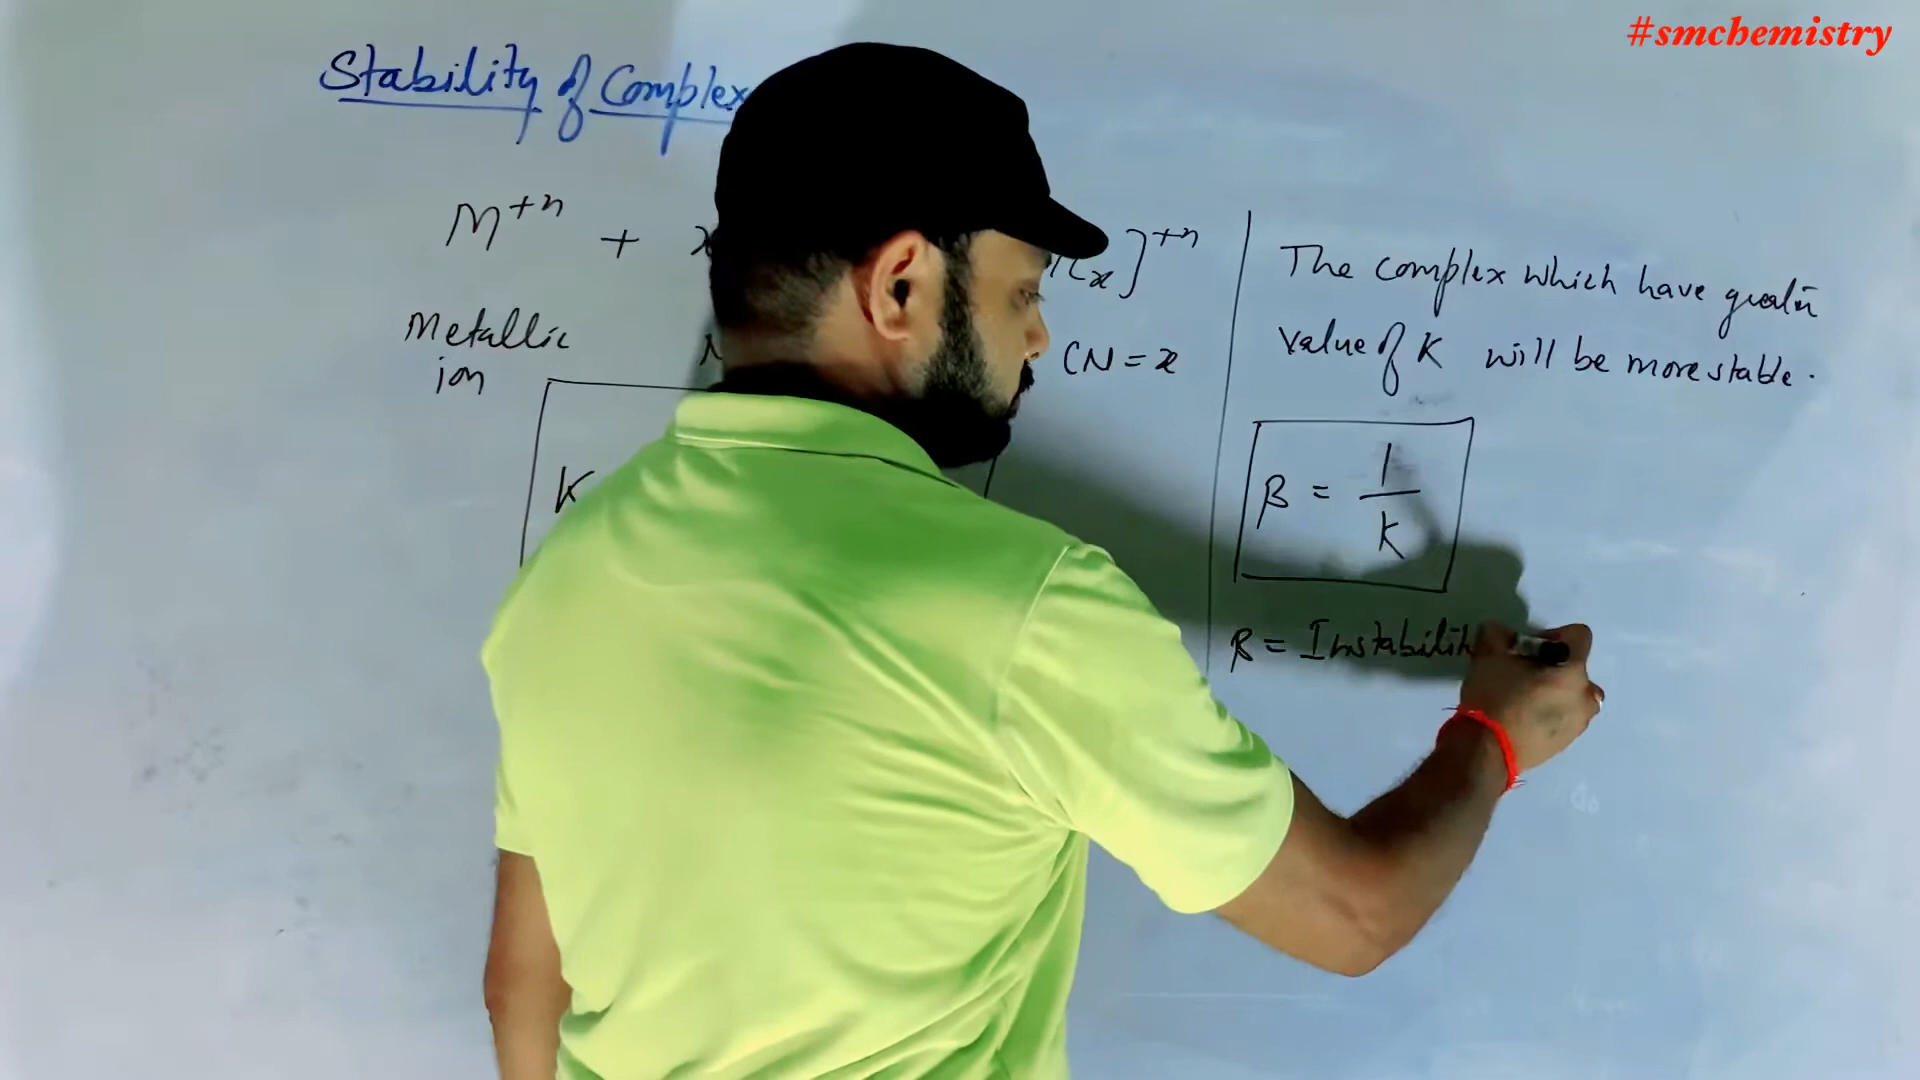 #smchemistry
Stability of Complex
M+n + x ]+n
Metallic
ion
CN = x
K
The complex which have greater
value of K will be more stable.
β = 1/K
β = Instability